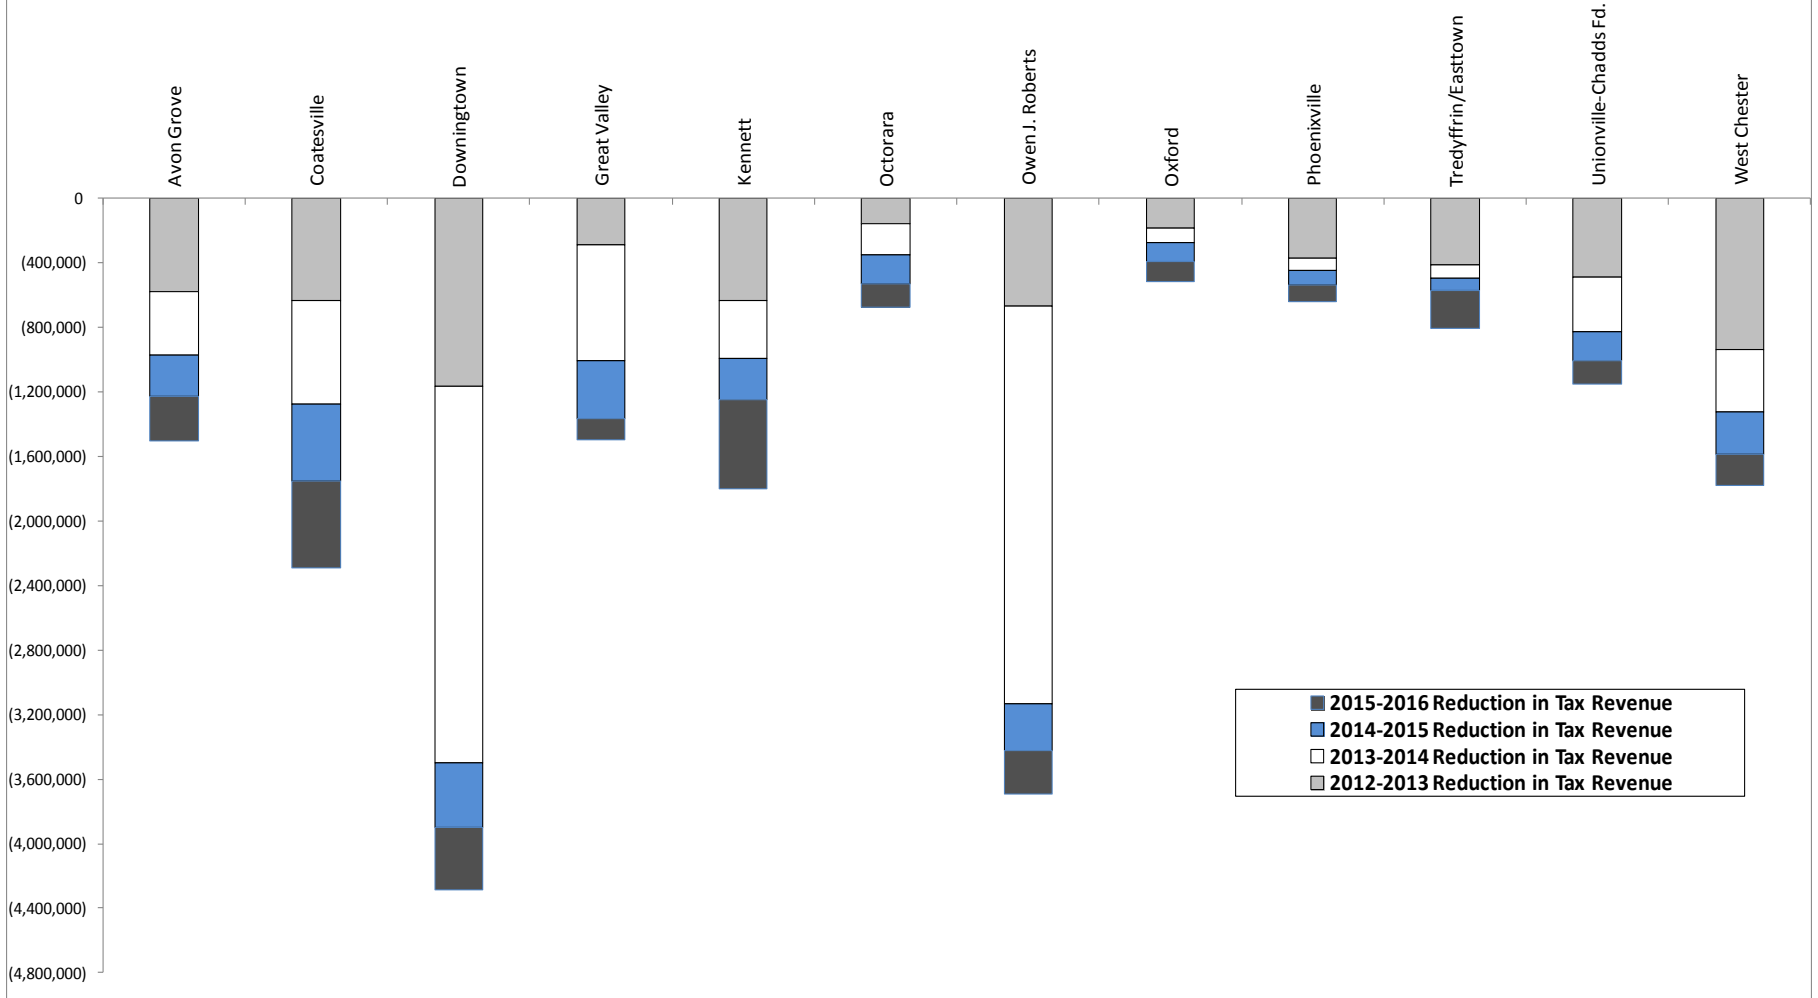 Avon Grove
Coatesville
Downingtown
Great Valley
Kennett
Octorara
Owen J. Roberts
Oxford
Phoenixville
Tredyffrin/Easttown
Unionville-Chadds Fd.
West Chester
0
(400,000)
(800,000)
(1,200,000)
(1,600,000)
(2,000,000)
(2,400,000)
(2,800,000)
(3,200,000)
(3,600,000)
(4,000,000)
(4,400,000)
(4,800,000)
2015-2016 Reduction in Tax Revenue
2014-2015 Reduction in Tax Revenue
2013-2014 Reduction in Tax Revenue
2012-2013 Reduction in Tax Revenue